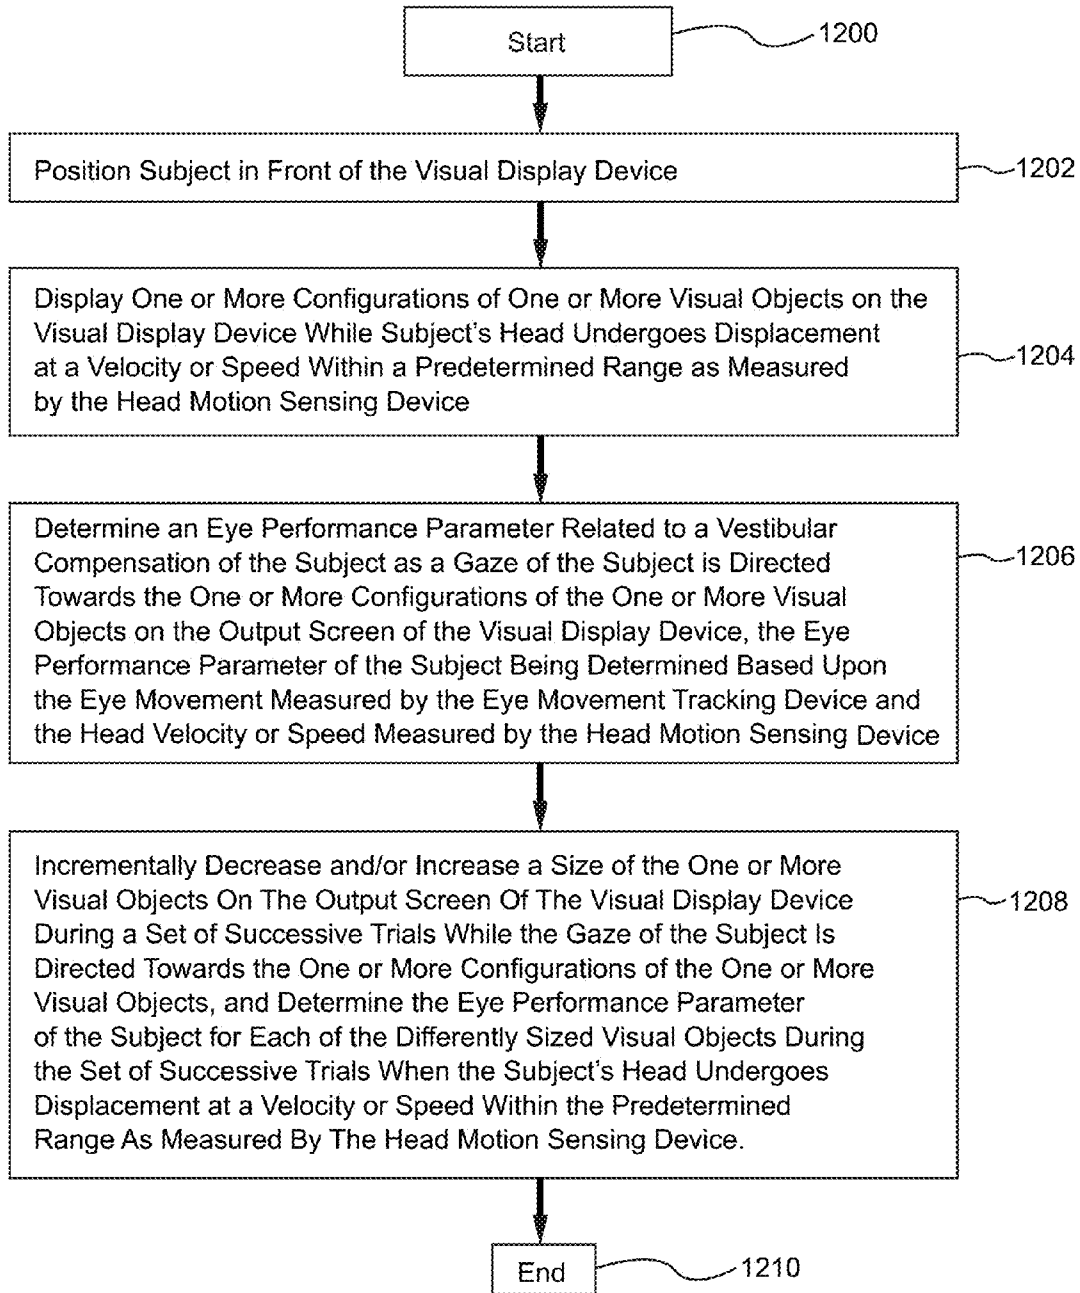 Start
1200
Position Subject in Front of the Visual Display Device
1202
Display One or More Configurations of One or More Visual Objects on the
Visual Display Device While Subject's Head Undergoes Displacement
at a Velocity or Speed Within a Predetermined Range as Measured
by the Head Motion Sensing Device
1204
Determine an Eye Performance Parameter Related to a Vestibular
Compensation of the Subject as a Gaze of the Subject is Directed
Towards the One or More Configurations of the One or More Visual
Objects on the Output Screen of the Visual Display Device, the Eye
Performance Parameter of the Subject Being Determined Based Upon
the Eye Movement Measured by the Eye Movement Tracking Device and
the Head Velocity or Speed Measured by the Head Motion Sensing Device
1206
Incrementally Decrease and/or Increase a Size of the One or More
Visual Objects On The Output Screen Of The Visual Display Device
During a Set of Successive Trials While the Gaze of the Subject Is
Directed Towards the One or More Configurations of the One or More
Visual Objects, and Determine the Eye Performance Parameter
of the Subject for Each of the Differently Sized Visual Objects During
the Set of Successive Trials When the Subject's Head Undergoes
Displacement at a Velocity or Speed Within the Predetermined
Range As Measured By The Head Motion Sensing Device.
1208
End
1210